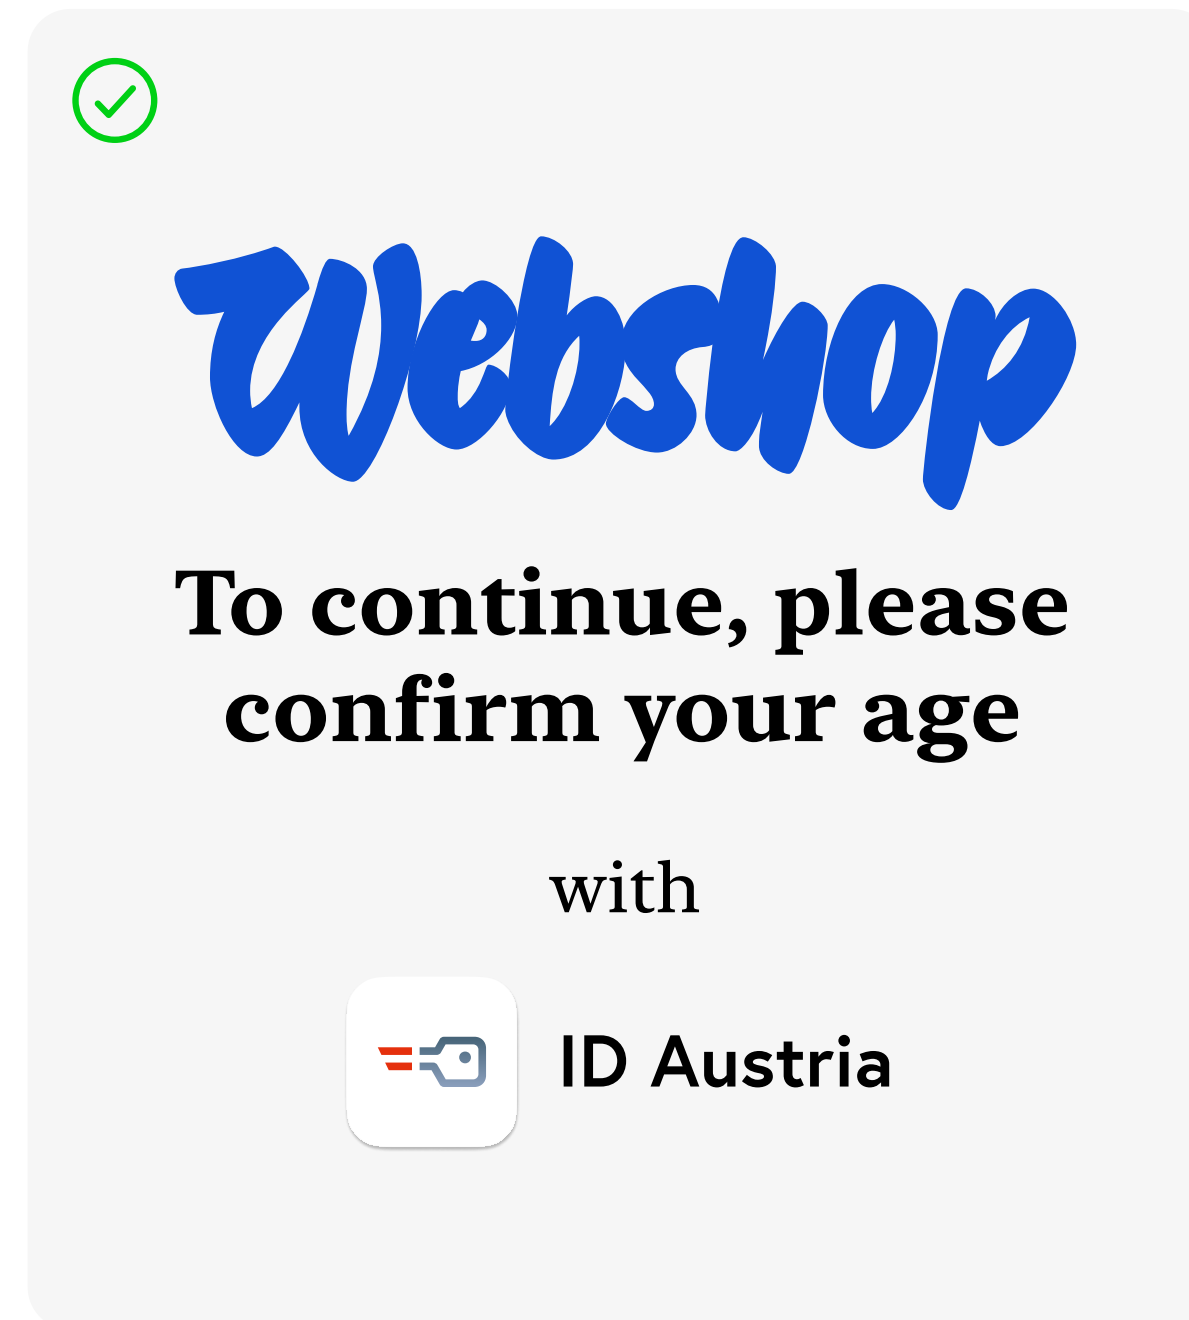 Webshop
To continue, please
confirm your age
with
ID Austria